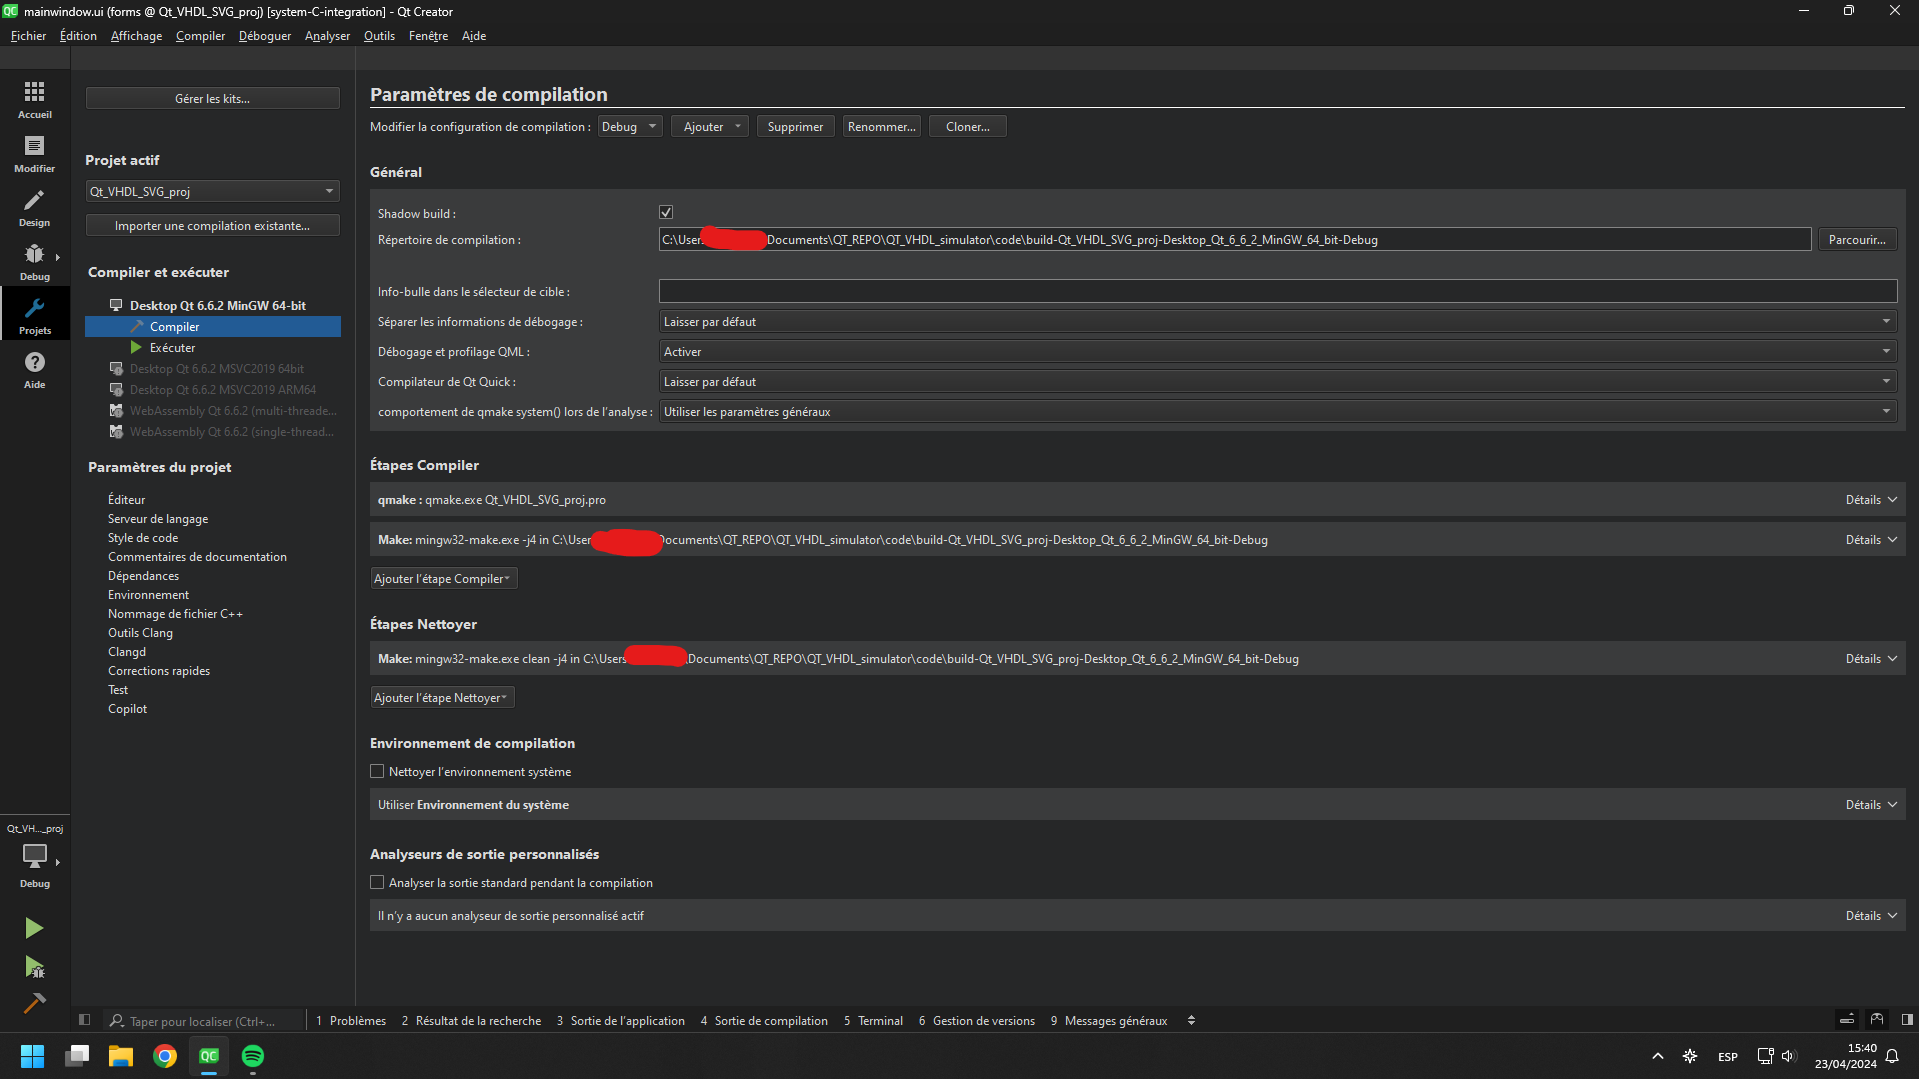 mainwindow.ui (forms @ Qt_VHDL_SVG_proj) [system-C-integration] - Qt Creator
Fichier Édition Affichage Compiler Déboguer Analyser Outils Fenêtre Aide
Accueil
Modifier
Design
Debug
Projets
Aide
Qt_VH..._proj
Debug
Gérer les kits...
Projet actif
Qt_VHDL_SVG_proj
Importer une compilation existante...
Compiler et exécuter
Desktop Qt 6.6.2 MinGW 64-bit
Compiler
Exécuter
Desktop Qt 6.6.2 MSVC2019 64bit
Desktop Qt 6.6.2 MSVC2019 ARM64
WebAssembly Qt 6.6.2 (multi-threade...
WebAssembly Qt 6.6.2 (single-thread...
Paramètres du projet
Éditeur
Serveur de langage
Style de code
Commentaires de documentation
Dépendances
Environnement
Nommage de fichier C++
Outils Clang
Clangd
Corrections rapides
Test
Copilot
Paramètres de compilation
Modifier la configuration de compilation : Debug Ajouter Supprimer Renommer... Cloner...
Général
Shadow build :
Répertoire de compilation : C:\User Documents\QT_REPO\QT_VHDL_simulator\code\build-Qt_VHDL_SVG_proj-Desktop_Qt_6_6_2_MinGW_64_bit-Debug Parcourir...
Info-bulle dans le sélecteur de cible :
Séparer les informations de débogage : Laisser par défaut
Débogage et profilage QML : Activer
Compilateur de Qt Quick : Laisser par défaut
comportement de qmake system() lors de l'analyse : Utiliser les paramètres généraux
Étapes Compiler
qmake : qmake.exe Qt_VHDL_SVG_proj.pro Détails
Make: mingw32-make.exe -j4 in C:\User Documents\QT_REPO\QT_VHDL_simulator\code\build-Qt_VHDL_SVG_proj-Desktop_Qt_6_6_2_MinGW_64_bit-Debug Détails
Ajouter l'étape Compiler
Étapes Nettoyer
Make: mingw32-make.exe clean -j4 in C:\Users \Documents\QT_REPO\QT_VHDL_simulator\code\build-Qt_VHDL_SVG_proj-Desktop_Qt_6_6_2_MinGW_64_bit-Debug Détails
Ajouter l'étape Nettoyer
Environnement de compilation
Nettoyer l'environnement système
Utiliser Environnement du système Détails
Analyseurs de sortie personnalisés
Analyser la sortie standard pendant la compilation
Il n'y a aucun analyseur de sortie personnalisé actif Détails
Taper pour localiser (Ctrl+... 1 Problèmes 2 Résultat de la recherche 3 Sortie de l'application 4 Sortie de compilation 5 Terminal 6 Gestion de versions 9 Messages généraux
QC
ESP
15:40
23/04/2024